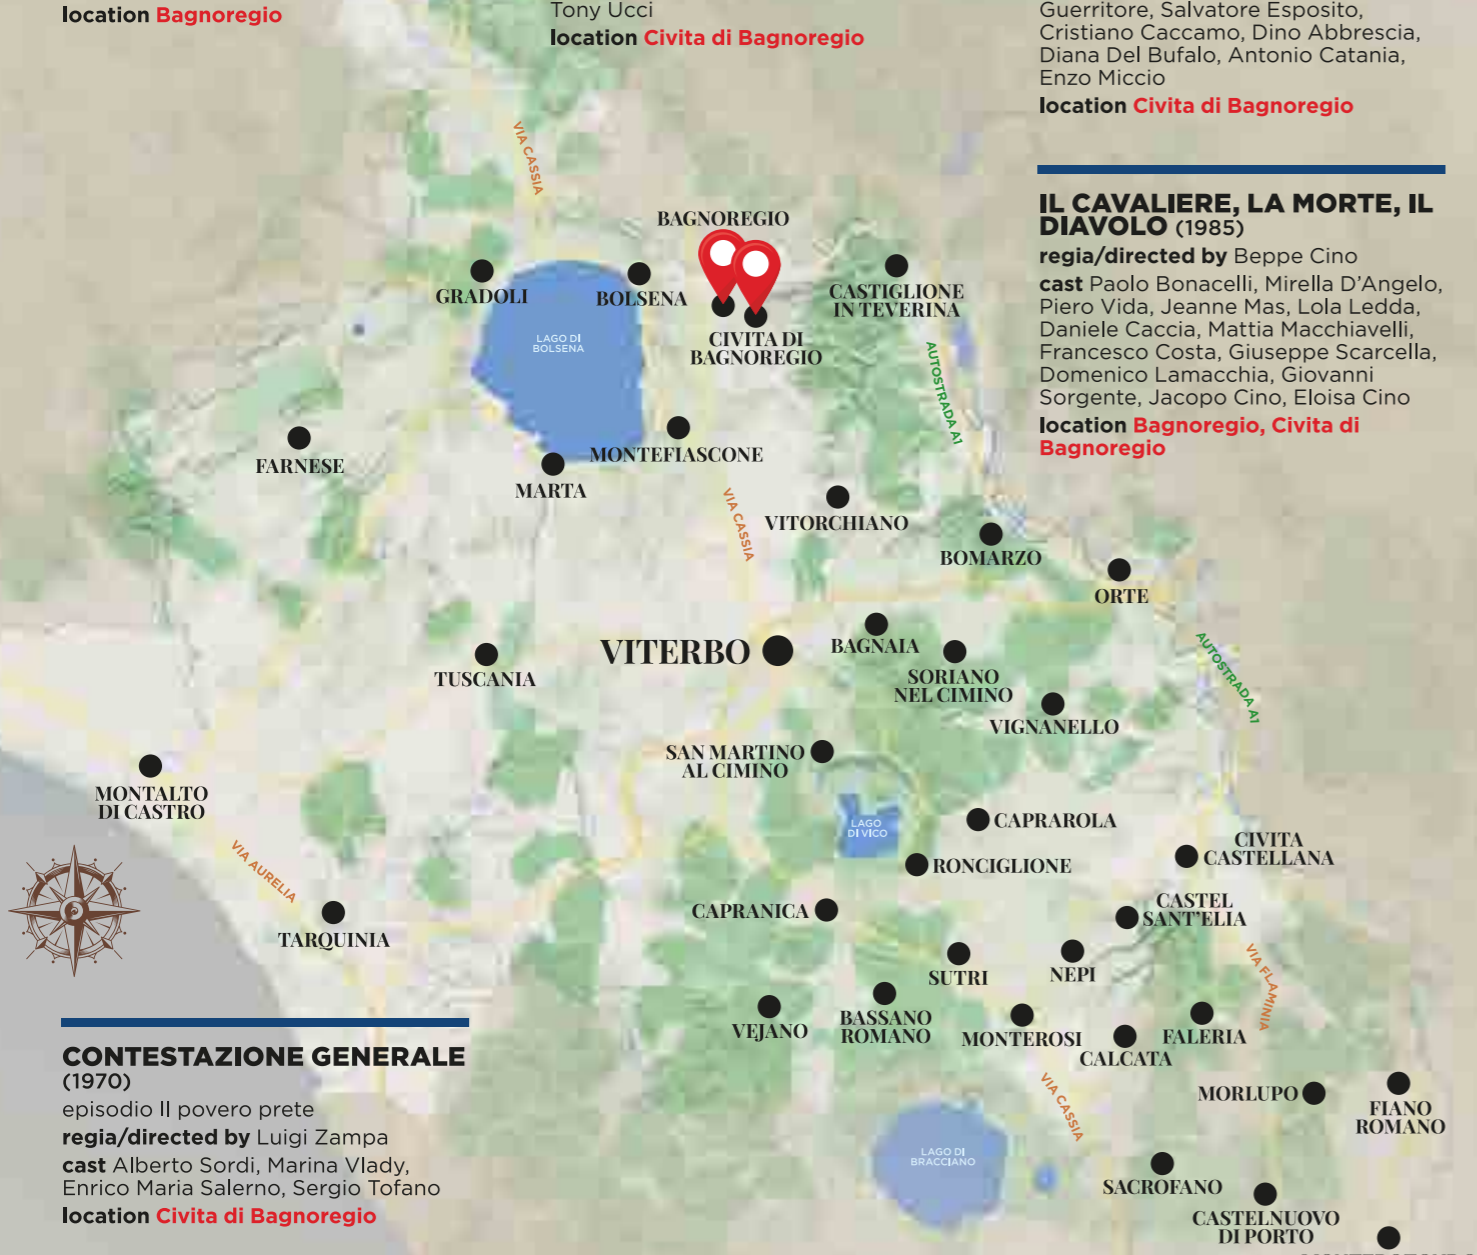 location Bagnoregio
Tony Ucci
location Civita di Bagnoregio
Guerritore, Salvatore Esposito,
Cristiano Caccamo, Dino Abbrescia,
Diana Del Bufalo, Antonio Catania,
Enzo Miccio
location Civita di Bagnoregio
IL CAVALIERE, LA MORTE, IL
DIAVOLO (1985)
regia/directed by Beppe Cino
cast Paolo Bonacelli, Mirella D'Angelo,
Piero Vida, Jeanne Mas, Lola Ledda,
Daniele Caccia, Mattia Macchiavelli,
Francesco Costa, Giuseppe Scarcella,
Domenico Lamacchia, Giovanni
Sorgente, Jacopo Cino, Eloisa Cino
location Bagnoregio, Civita di
Bagnoregio
VIA CASSIA
BAGNOREGIO
GRADOLI
BOLSENA
CASTIGLIONE
IN TEVERINA
LAGO DI
BOLSENA
CIVITA DI
BAGNOREGIO
AUTOSTRADA A1
FARNESE
MONTEFIASCONE
MARTA
VIA CASSIA
VITORCHIANO
BOMARZO
ORTE
VITERBO
BAGNAIA
TUSCANIA
SORIANO
NEL CIMINO
AUTOSTRADA A1
VIGNANELLO
SAN MARTINO
AL CIMINO
MONTALTO
DI CASTRO
LAGO
DI VICO
CAPRAROLA
CIVITA
CASTELLANA
RONCIGLIONE
VIA AURELIA
CAPRANICA
CASTEL
SANT'ELIA
TARQUINIA
SUTRI
NEPI
VIA FLAMINIA
VEJANO
BASSANO
ROMANO
MONTEROSI
FALERIA
CALCATA
VIA CASSIA
MORLUPO
FIANO
ROMANO
LAGO DI
BRACCIANO
SACROFANO
CASTELNUOVO
DI PORTO
CONTESTAZIONE GENERALE
(1970)
episodio Il povero prete
regia/directed by Luigi Zampa
cast Alberto Sordi, Marina Vlady,
Enrico Maria Salerno, Sergio Tofano
location Civita di Bagnoregio